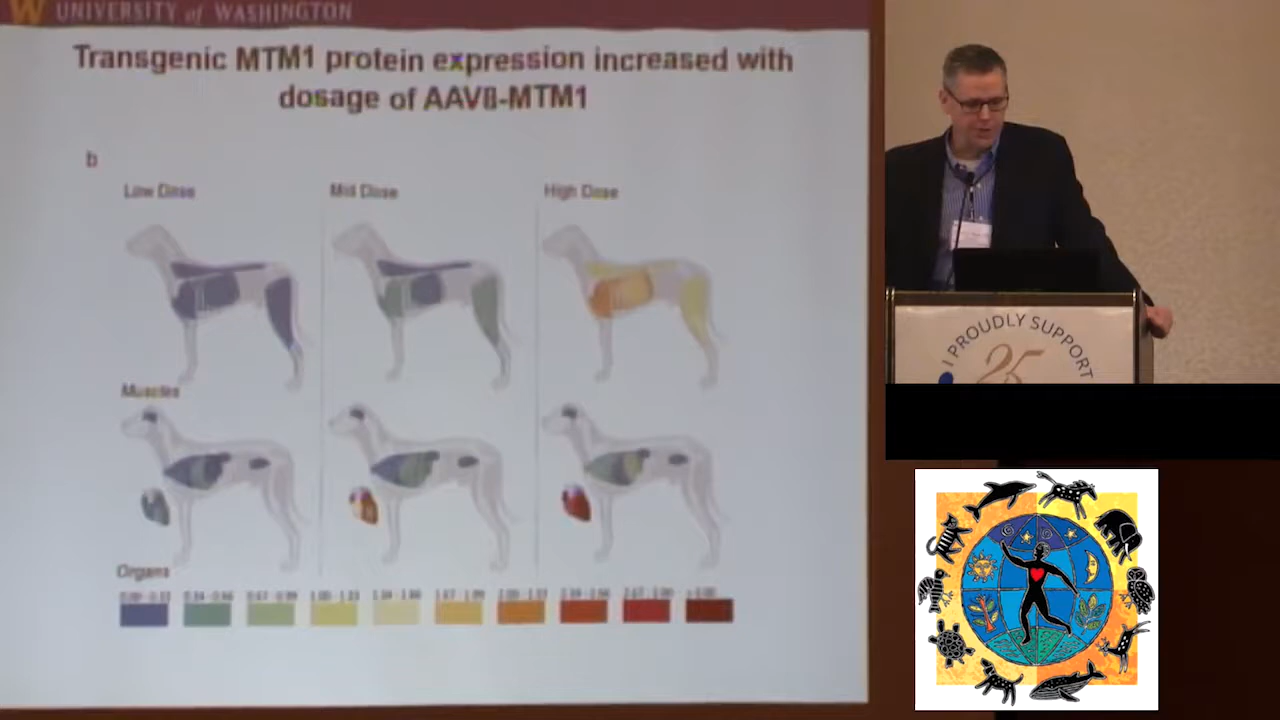 UNIVERSITY of WASHINGTON
Transgenic MTM1 protein expression increased with
dosage of AAV8-MTM1
b
Low Dose
Mid Dose
High Dose
Muscles
Organs
I PROUDLY SUPPORT
25